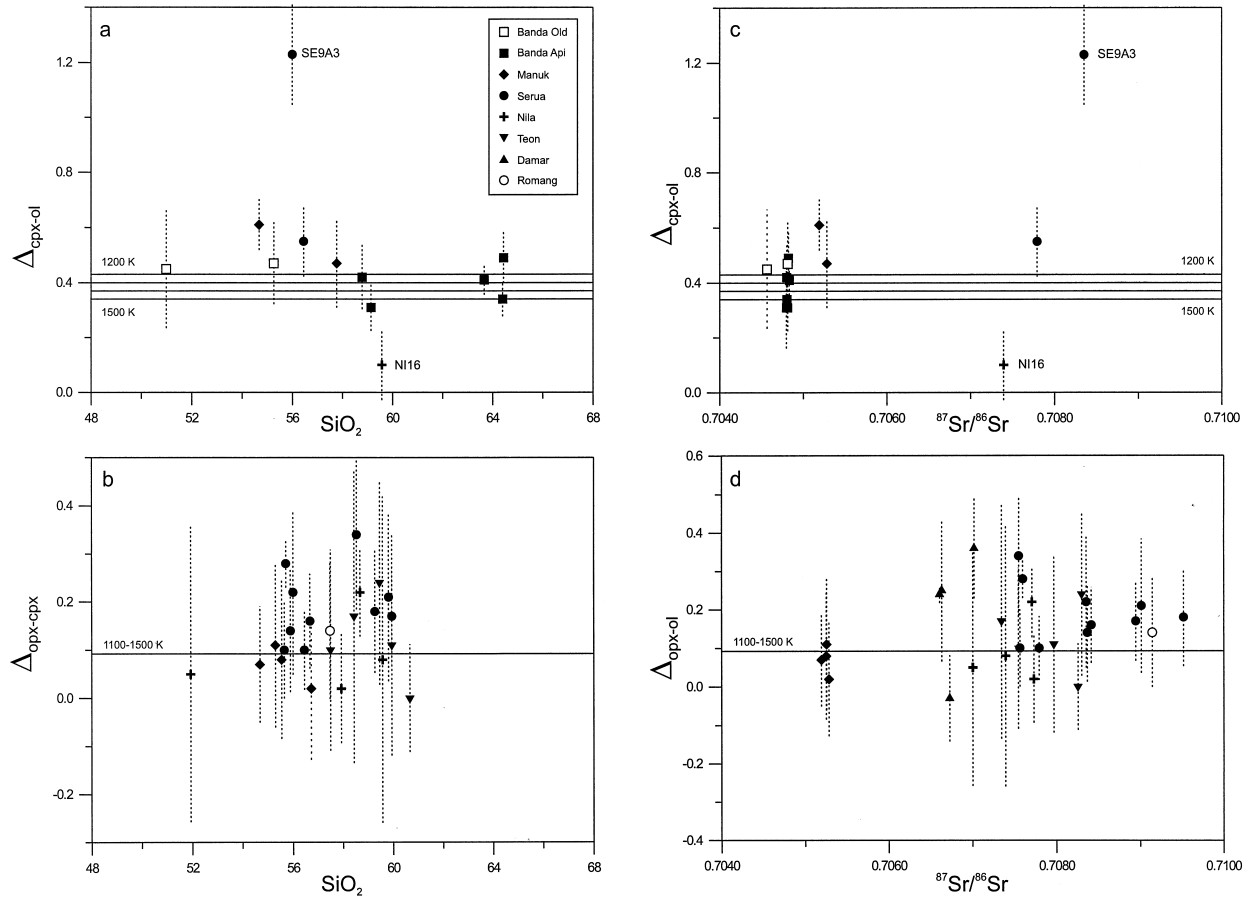 a
SE9A3
Banda Old
Banda Api
Manuk
Serua
Nila
Teon
Damar
Romang
1.2
0.8
0.4
0.0
Δcpx-ol
1200 K
1500 K
NI16
48
52
56
60
64
68
SiO₂
c
SE9A3
1.2
0.8
0.4
0.0
Δcpx-ol
1200 K
1500 K
NI16
0.7040
0.7060
0.7080
0.7100
⁸⁷Sr/⁸⁶Sr
b
0.4
0.2
0.0
-0.2
Δopx-cpx
1100-1500 K
48
52
56
60
64
68
SiO₂
d
0.6
0.4
0.2
0.0
-0.2
-0.4
Δopx-ol
1100-1500 K
0.7040
0.7060
0.7080
0.7100
⁸⁷Sr/⁸⁶Sr